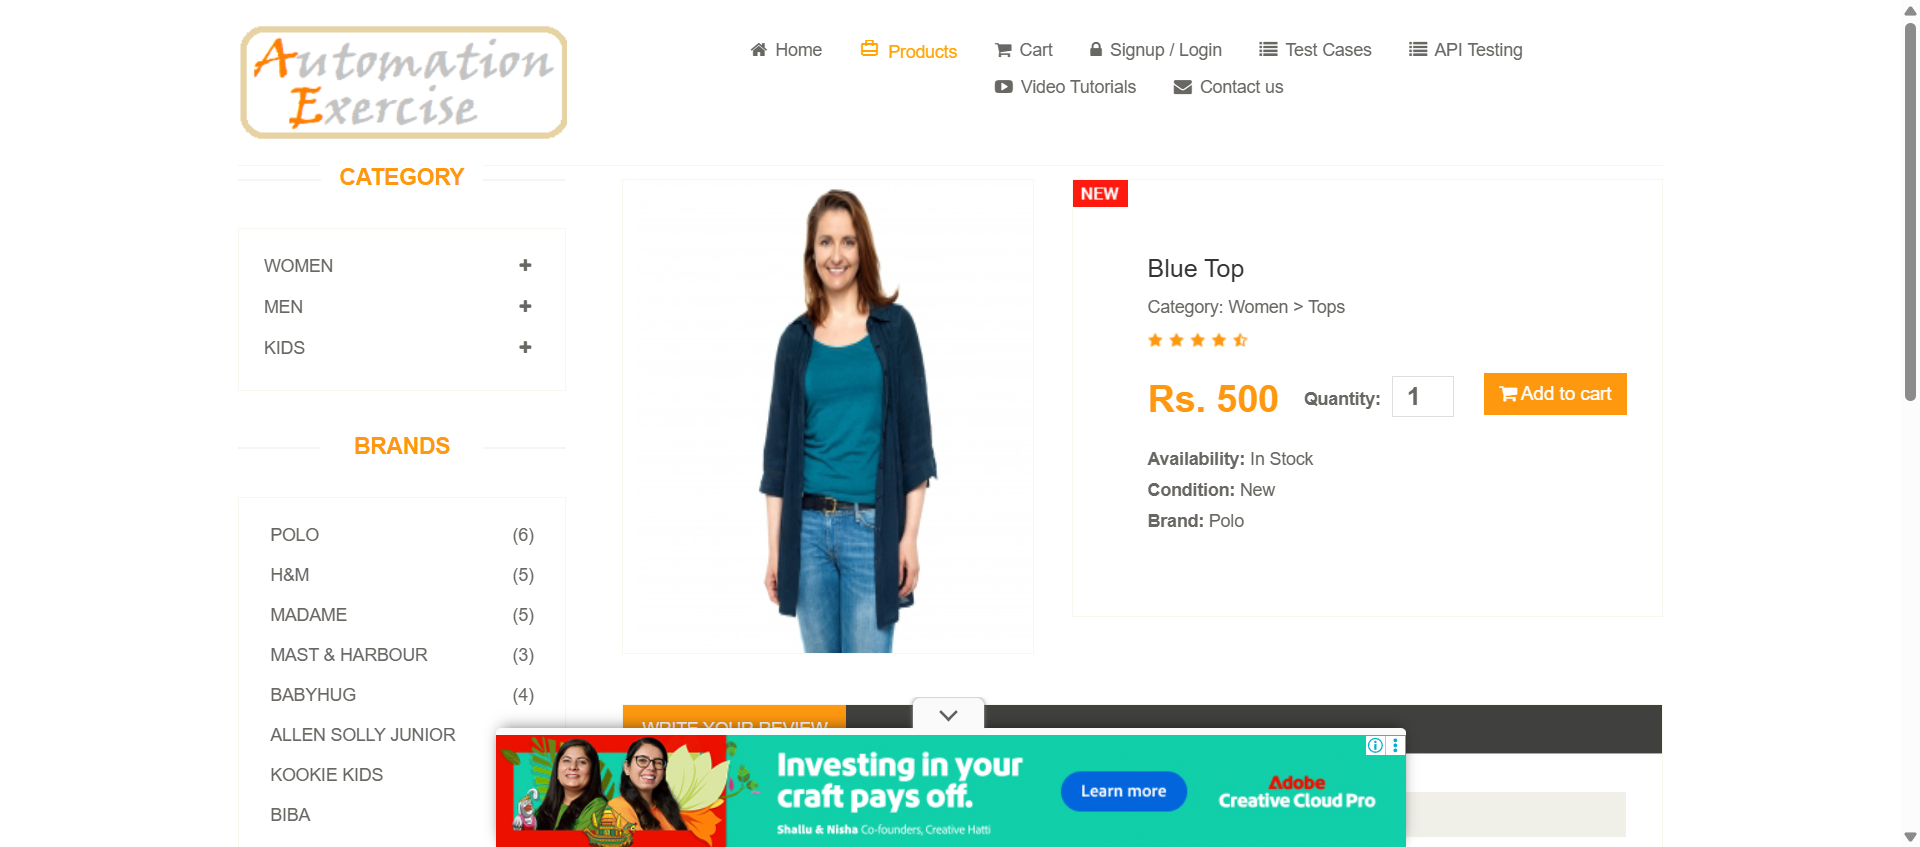 Automation
Exercise
Home
Products
Cart
Signup / Login
Test Cases
API Testing
Video Tutorials
Contact us
CATEGORY
WOMEN
MEN
KIDS
BRANDS
POLO (6)
H&M (5)
MADAME (5)
MAST & HARBOUR (3)
BABYHUG (4)
ALLEN SOLLY JUNIOR
KOOKIE KIDS
BIBA
NEW
Blue Top
Category: Women > Tops
Rs. 500 Quantity: 1 Add to cart
Availability: In Stock
Condition: New
Brand: Polo
WRITE YOUR REVIEW
Investing in your
craft pays off.
Shallu & Nisha Co-founders, Creative Hatti
Learn more
Adobe
Creative Cloud Pro